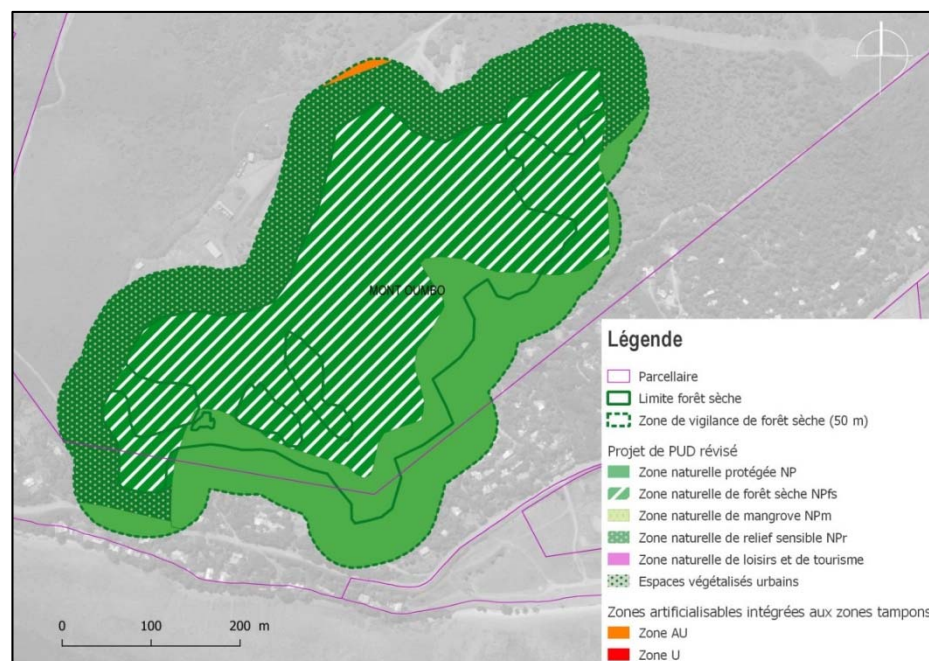 MONT OUMBO
Légende
Parcellaire
Limite forêt sèche
Zone de vigilance de forêt sèche (50 m)
Projet de PUD révisé
Zone naturelle protégée NP
Zone naturelle de forêt sèche NPfs
Zone naturelle de mangrove NPm
Zone naturelle de relief sensible NPr
Zone naturelle de loisirs et de tourisme
Espaces végétalisés urbains
Zones artificialisables intégrées aux zones tampons
Zone AU
Zone U
0 100 200 m